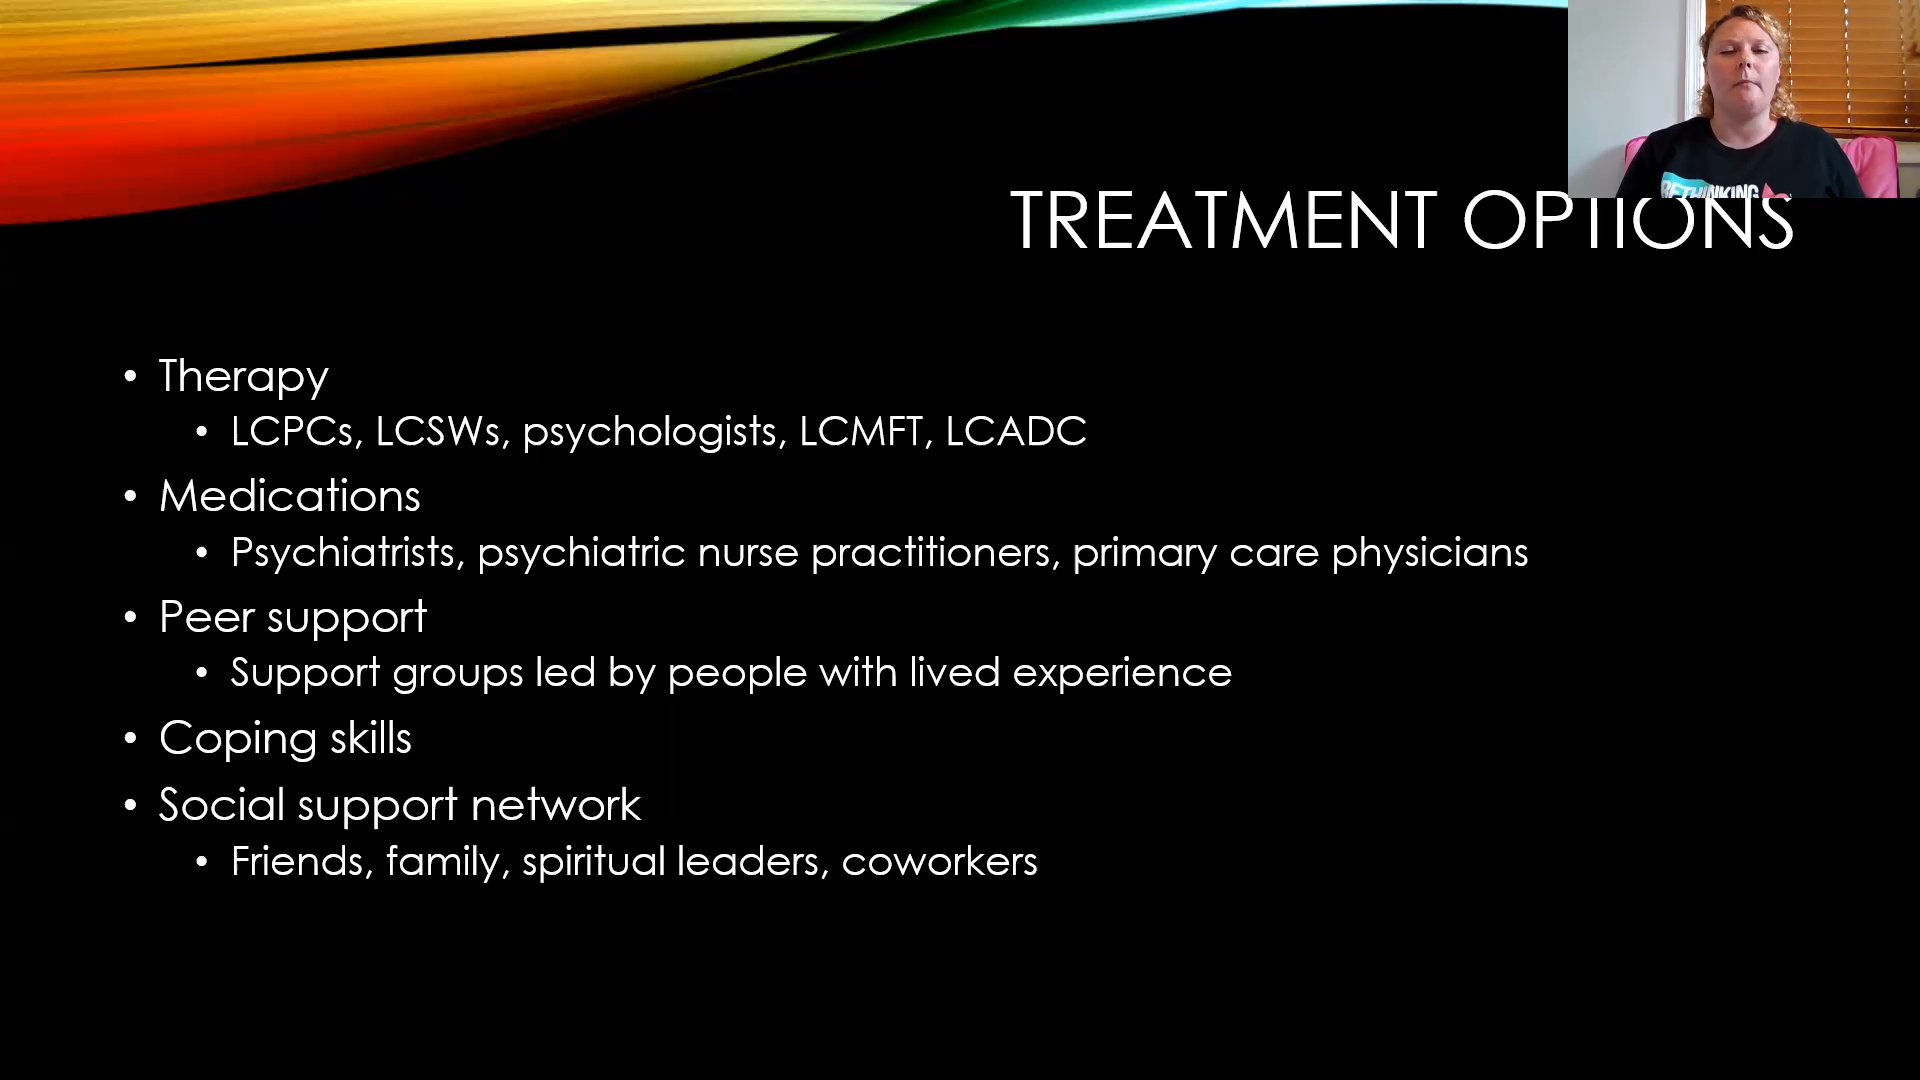 RETHINKING
TREATMENT OPTIONS
• Therapy
• LCPCs, LCSWs, psychologists, LCMFT, LCADC
• Medications
• Psychiatrists, psychiatric nurse practitioners, primary care physicians
• Peer support
• Support groups led by people with lived experience
• Coping skills
• Social support network
• Friends, family, spiritual leaders, coworkers